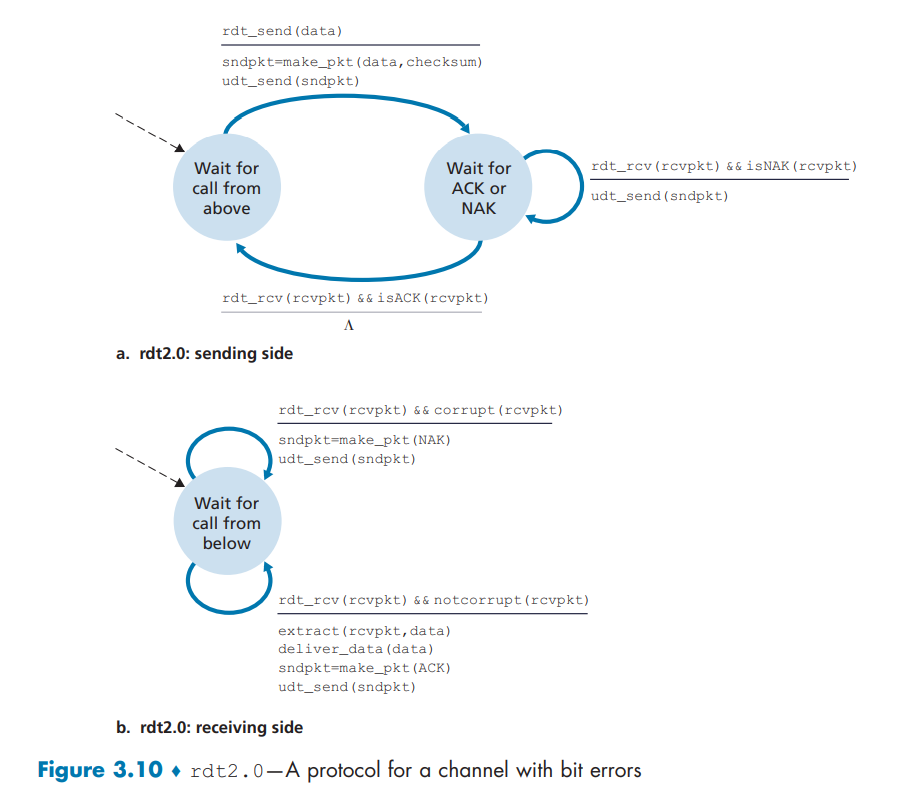 rdt_send(data)
sndpkt=make_pkt(data,checksum)
udt_send(sndpkt)
Wait for
call from
above
Wait for
ACK or
NAK
rdt_rcv(rcvpkt) && isNAK(rcvpkt)
udt_send(sndpkt)
rdt_rcv(rcvpkt) && isACK(rcvpkt)
Λ
a. rdt2.0: sending side
rdt_rcv(rcvpkt) && corrupt(rcvpkt)
sndpkt=make_pkt(NAK)
udt_send(sndpkt)
Wait for
call from
below
rdt_rcv(rcvpkt) && notcorrupt(rcvpkt)
extract(rcvpkt,data)
deliver_data(data)
sndpkt=make_pkt(ACK)
udt_send(sndpkt)
b. rdt2.0: receiving side
Figure 3.10 ♦ rdt2.0—A protocol for a channel with bit errors